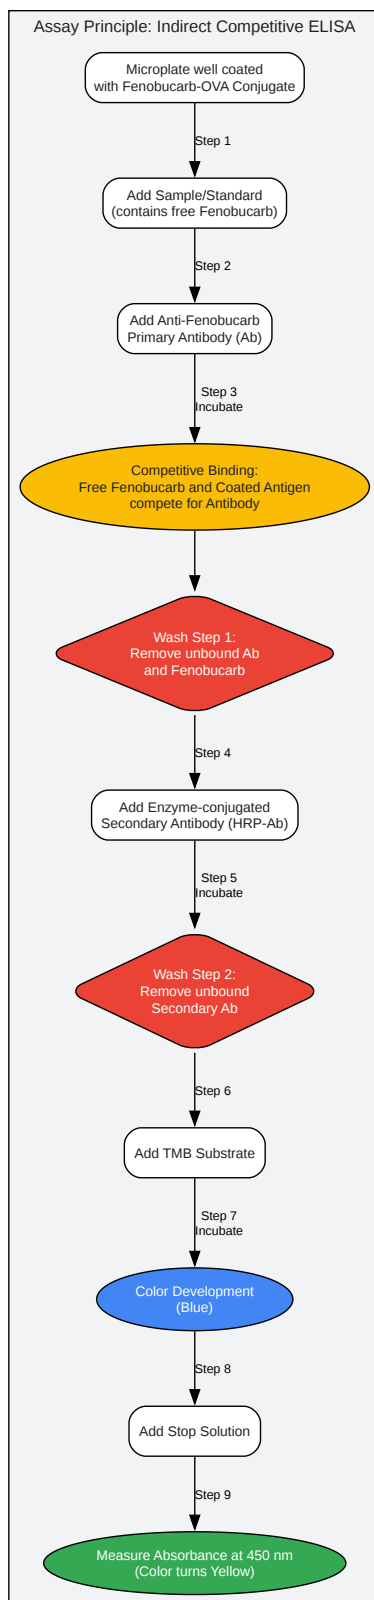 Assay Principle: Indirect Competitive ELISA
Microplate well coated
with Fenobucarb-OVA Conjugate
Step 1
Add Sample/Standard
(contains free Fenobucarb)
Step 2
Add Anti-Fenobucarb
Primary Antibody (Ab)
Step 3
Incubate
Competitive Binding:
Free Fenobucarb and Coated Antigen
compete for Antibody
Wash Step 1:
Remove unbound Ab
and Fenobucarb
Step 4
Add Enzyme-conjugated
Secondary Antibody (HRP-Ab)
Step 5
Incubate
Wash Step 2:
Remove unbound
Secondary Ab
Step 6
Add TMB Substrate
Step 7
Incubate
Color Development
(Blue)
Step 8
Add Stop Solution
Step 9
Measure Absorbance at 450 nm
(Color turns Yellow)